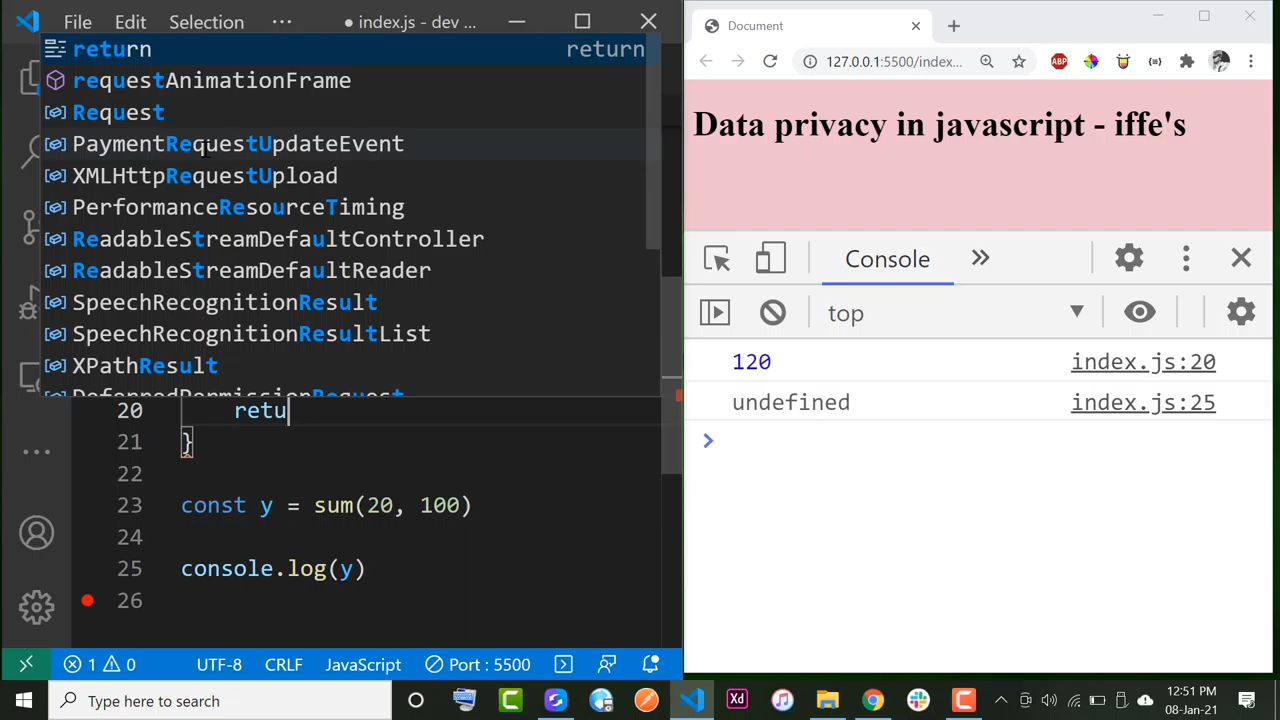 File Edit Selection ··· ● index.js - dev ...
return return
requestAnimationFrame
Request
PaymentRequestUpdateEvent
XMLHttpRequestUpload
PerformanceResourceTiming
ReadableStreamDefaultController
ReadableStreamDefaultReader
SpeechRecognitionResult
SpeechRecognitionResultList
XPathResult
DeferredPermissionRequest
20 retu
21 }
22
23 const y = sum(20, 100)
24
25 console.log(y)
26
1 0 UTF-8 CRLF JavaScript Port : 5500
Document
127.0.0.1:5500/index...
ABP
Data privacy in javascript - iffe's
Console »
top
120 index.js:20
undefined index.js:25
Type here to search
Xd
12:51 PM
08-Jan-21